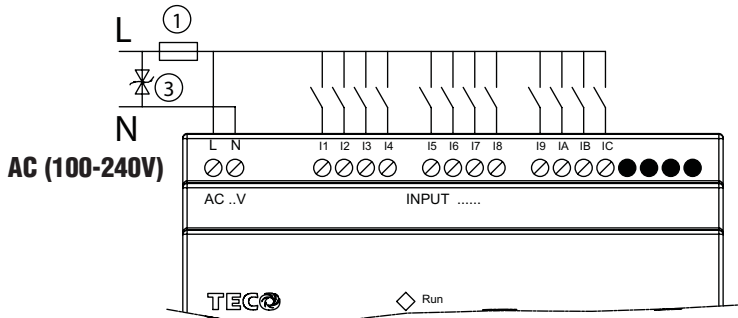 L
1
3
N
AC (100-240V)
L N I1 I2 I3 I4 I5 I6 I7 I8 I9 IA IB IC
AC ..V INPUT ......
TECO
Run